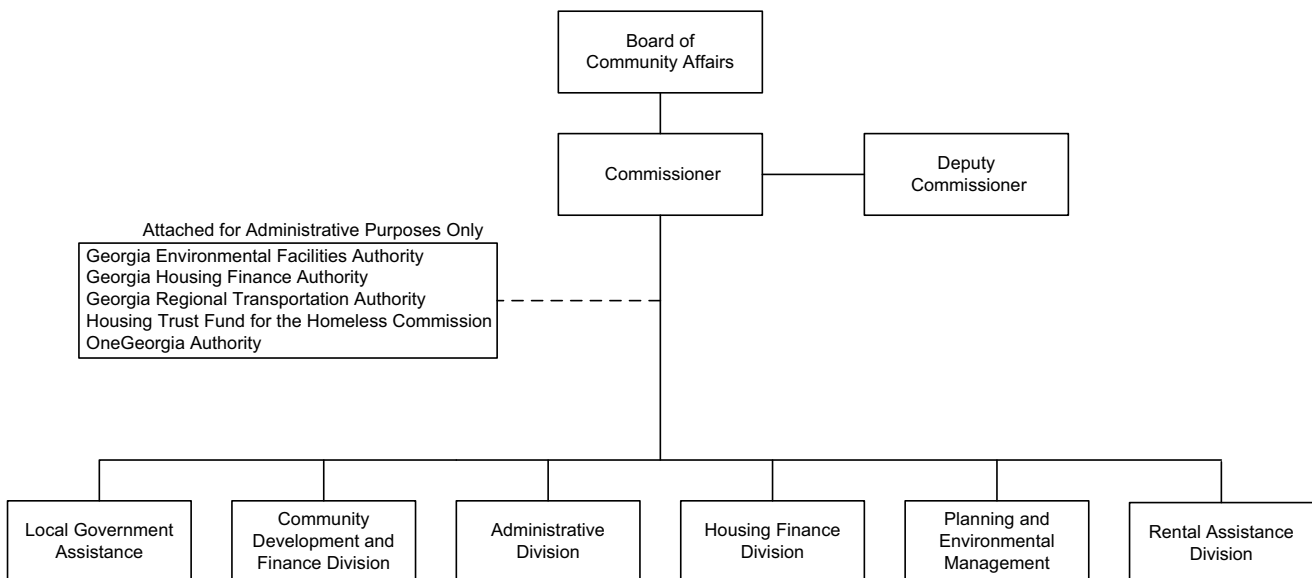 Board of
Community Affairs
Commissioner
Deputy
Commissioner
Attached for Administrative Purposes Only
Georgia Environmental Facilities Authority
Georgia Housing Finance Authority
Georgia Regional Transportation Authority
Housing Trust Fund for the Homeless Commission
OneGeorgia Authority
Local Government
Assistance
Community
Development and
Finance Division
Administrative
Division
Housing Finance
Division
Planning and
Environmental
Management
Rental Assistance
Division